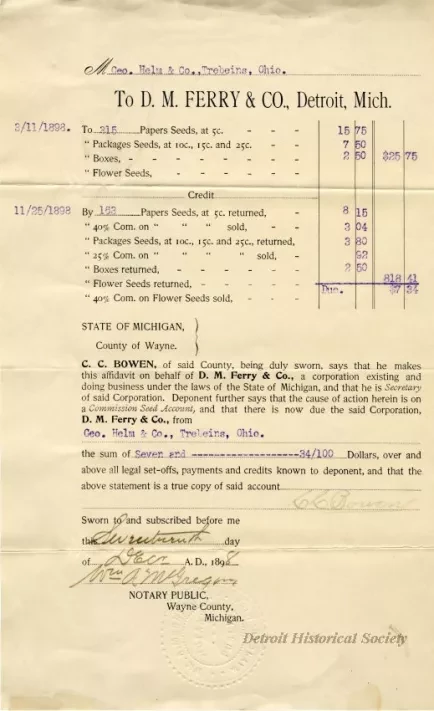 M Geo. Helm & Co., Trebeins, Ohio.
To D. M. FERRY & CO., Detroit, Mich.
3/11/1898. To 315 Papers Seeds, at 5c. - - - 15 75
" Packages Seeds, at 10c., 15c. and 25c. - - 7 50
" Boxes, - - - - - - - 2 50 $25 75
" Flower Seeds, - - - - - -
Credit
11/25/1898 By 163 Papers Seeds, at 5c. returned, - 8 15
" 40% Com. on " " " sold, - - 3 04
" Packages Seeds, at 10c., 15c. and 25c., returned, 3 80
" 25% Com. on " " " " sold, - 92
" Boxes returned, - - - - - - 2 50
" Flower Seeds returned, - - - - - $18 41
" 40% Com. on Flower Seeds sold, - - - Due. $7 34
STATE OF MICHIGAN, )
County of Wayne. )
C. C. BOWEN, of said County, being duly sworn, says that he makes
this affidavit on behalf of D. M. Ferry & Co., a corporation existing and
doing business under the laws of the State of Michigan, and that he is Secretary
of said Corporation. Deponent further says that the cause of action herein is on
a Commission Seed Account, and that there is now due the said Corporation,
D. M. Ferry & Co., from
Geo. Helm & Co., Trebeins, Ohio.
the sum of Seven and --------------------34/100 Dollars, over and
above all legal set-offs, payments and credits known to deponent, and that the
above statement is a true copy of said account
C C Bowen
Sworn to and subscribed before me
this Seventeenth day
of Dec A. D., 1898
Wm A McGregor
NOTARY PUBLIC,
Wayne County,
Michigan.
Detroit Historical Society